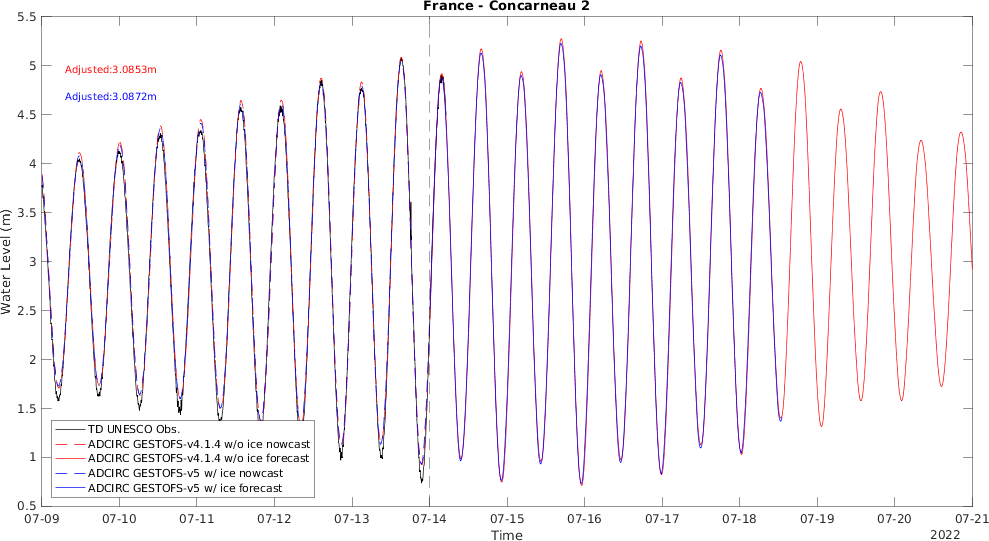 France - Concarneau 2
5.5
5
4.5
4
3.5
3
2.5
2
1.5
1
0.5
Water Level (m)
Adjusted:3.0853m
Adjusted:3.0872m
TD UNESCO Obs.
ADCIRC GESTOFS-v4.1.4 w/o ice nowcast
ADCIRC GESTOFS-v4.1.4 w/o ice forecast
ADCIRC GESTOFS-v5 w/ ice nowcast
ADCIRC GESTOFS-v5 w/ ice forecast
07-09 07-10 07-11 07-12 07-13 07-14 07-15 07-16 07-17 07-18 07-19 07-20 07-21
Time
2022